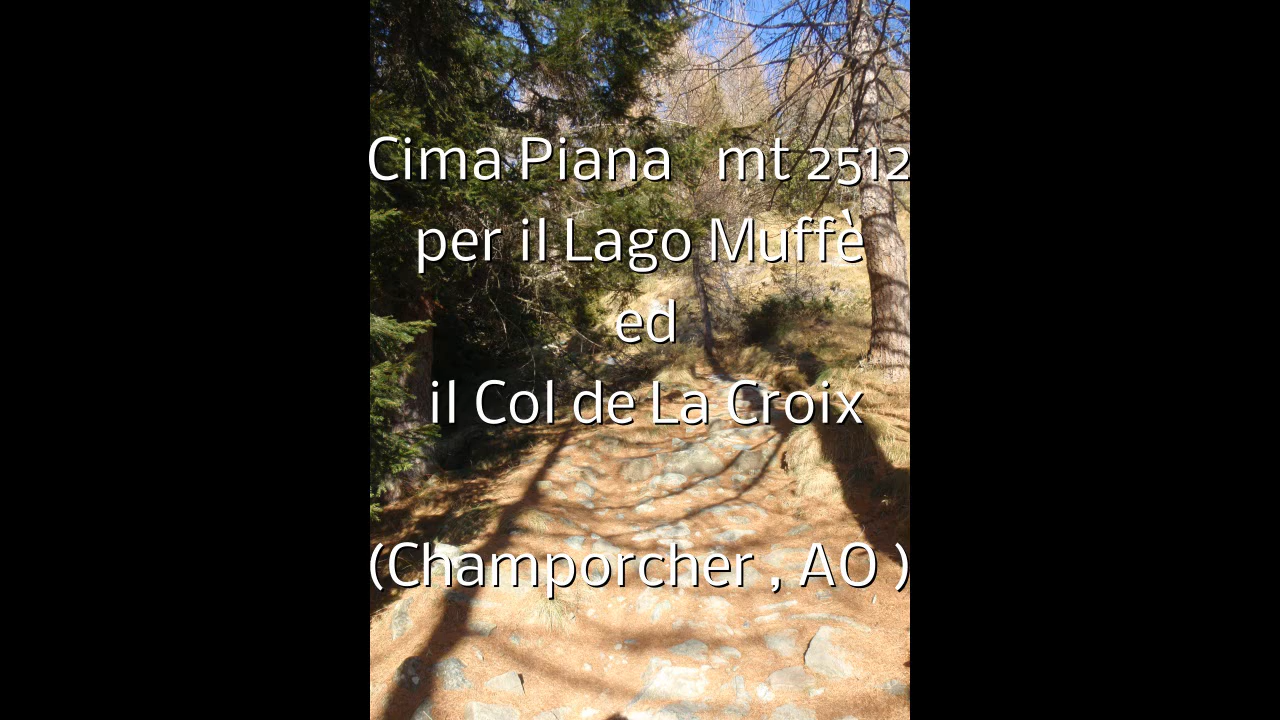 Cima Piana mt 2512
per il Lago Muffè
ed
il Col de La Croix
(Champorcher , AO )